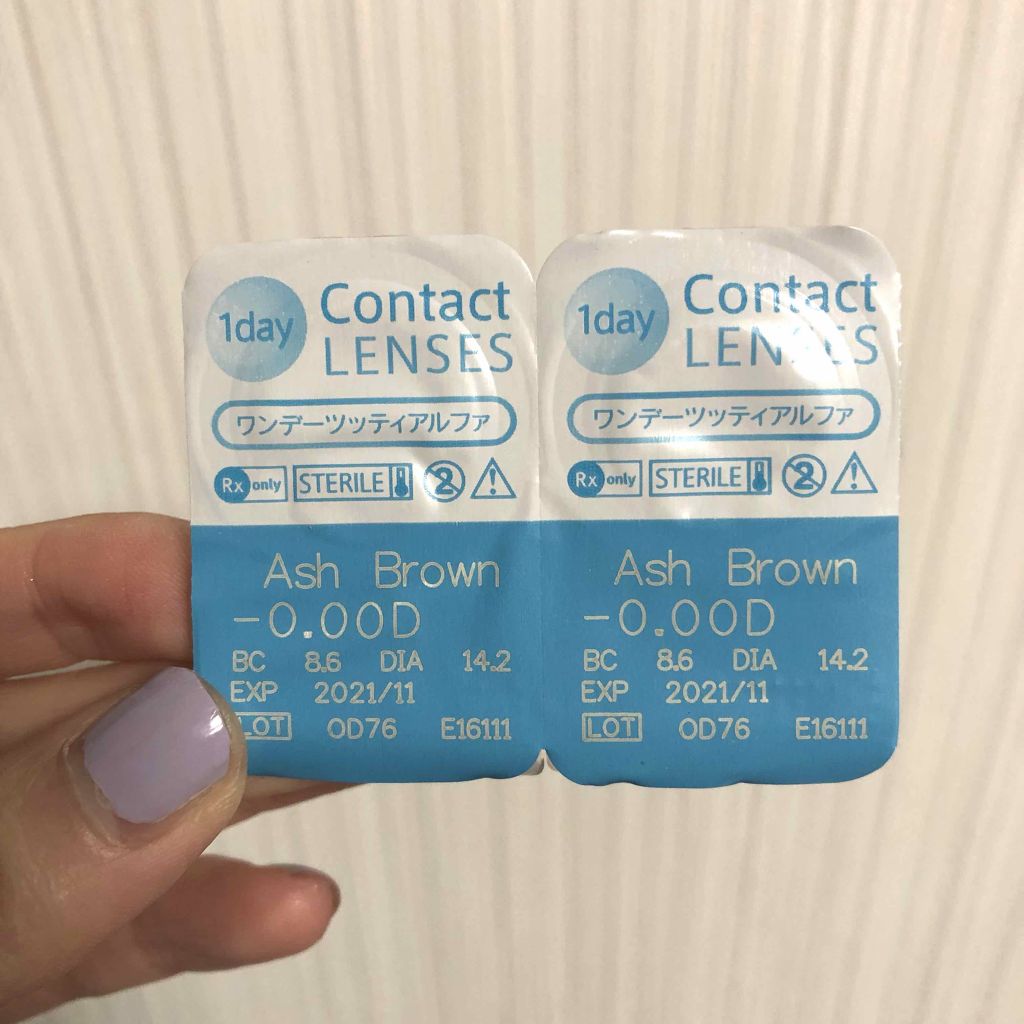 1day Contact
LENSES
ワンデーツッティアルファ
Rx only STERILE 2
Ash Brown
-0.00D
BC 8.6 DIA 14.2
EXP 2021/11
LOT OD76 E16111
1day Contact
LENSES
ワンデーツッティアルファ
Rx only STERILE 2
Ash Brown
-0.00D
BC 8.6 DIA 14.2
EXP 2021/11
LOT OD76 E16111